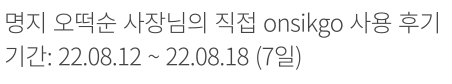 명지 오떡순 사장님의 직접 onsikgo 사용 후기
기간: 22.08.12 ~ 22.08.18 (7일)